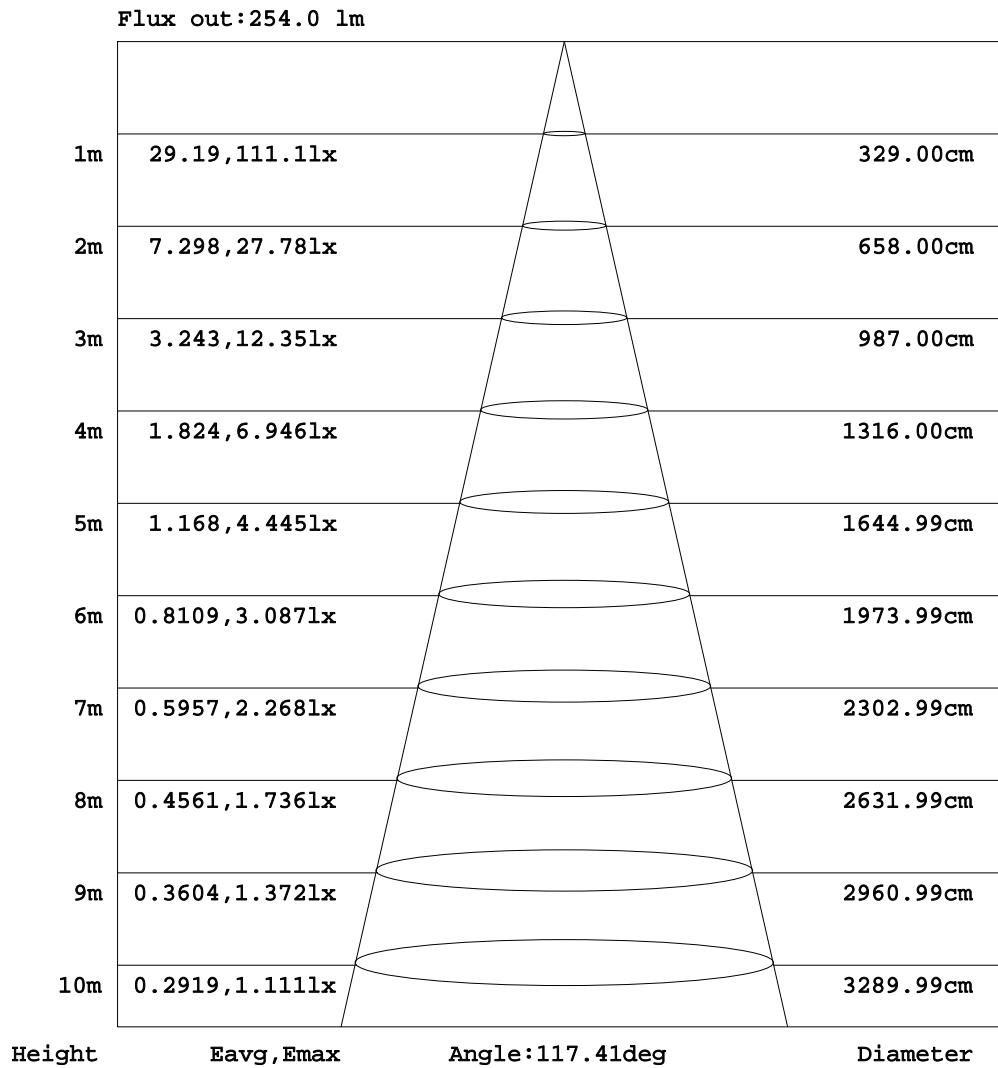 Flux out:254.0 lm
1m 29.19,111.1lx 329.00cm
2m 7.298,27.78lx 658.00cm
3m 3.243,12.35lx 987.00cm
4m 1.824,6.946lx 1316.00cm
5m 1.168,4.445lx 1644.99cm
6m 0.8109,3.087lx 1973.99cm
7m 0.5957,2.268lx 2302.99cm
8m 0.4561,1.736lx 2631.99cm
9m 0.3604,1.372lx 2960.99cm
10m 0.2919,1.111lx 3289.99cm
Height Eavg,Emax Angle:117.41deg Diameter